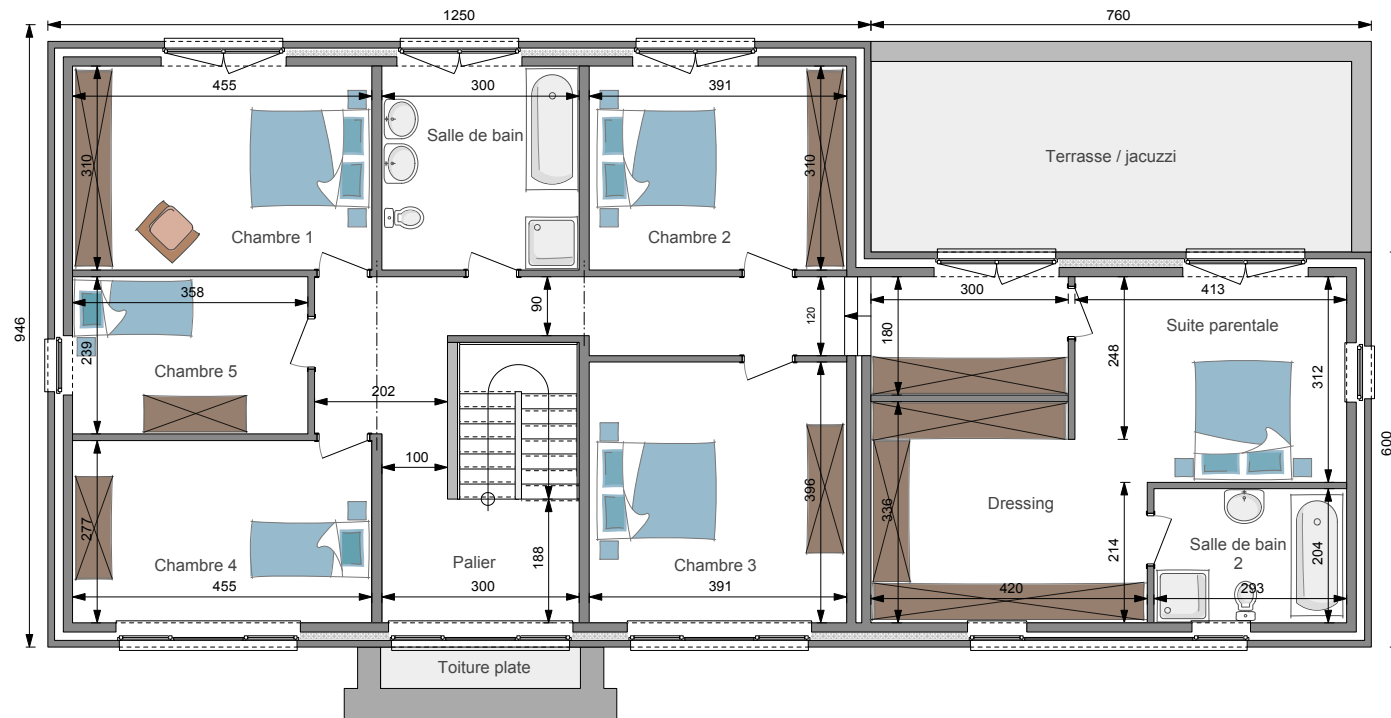 1250
760
946
455
300
391
310
Salle de bain
310
Terrasse / jacuzzi
Chambre 1
Chambre 2
358
90
120
300
413
239
180
248
Suite parentale
Chambre 5
312
202
600
100
396
336
Dressing
277
188
214
Salle de bain
2
204
Chambre 4
Palier
Chambre 3
455
300
391
420
293
Toiture plate